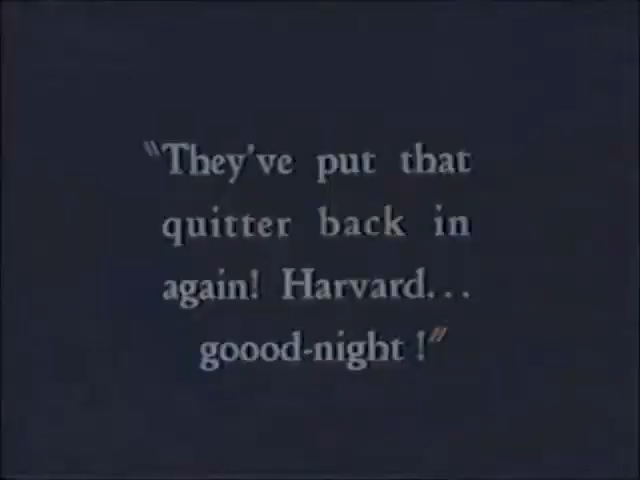 "They've put that
quitter back in
again! Harvard...
goood-night!"